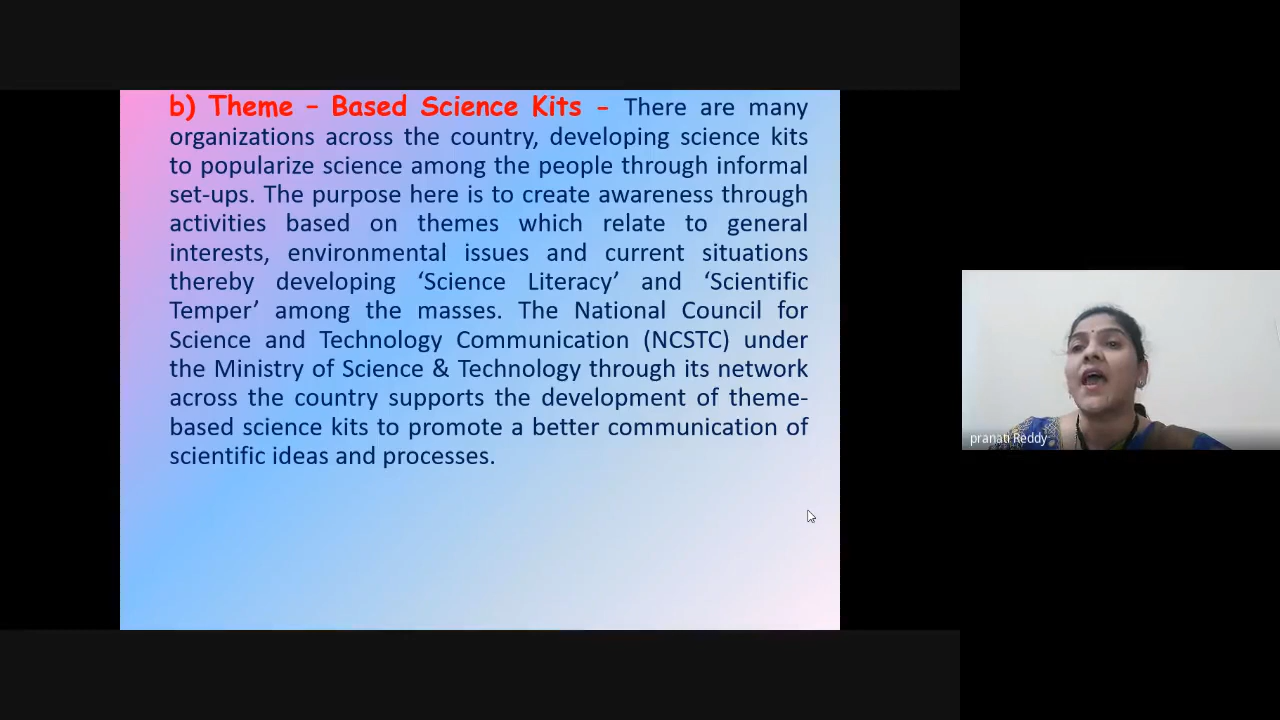 b) Theme – Based Science Kits - There are many
organizations across the country, developing science kits
to popularize science among the people through informal
set-ups. The purpose here is to create awareness through
activities based on themes which relate to general
interests, environmental issues and current situations
thereby developing ‘Science Literacy’ and ‘Scientific
Temper’ among the masses. The National Council for
Science and Technology Communication (NCSTC) under
the Ministry of Science & Technology through its network
across the country supports the development of theme-
based science kits to promote a better communication of
scientific ideas and processes.
pranati Reddy